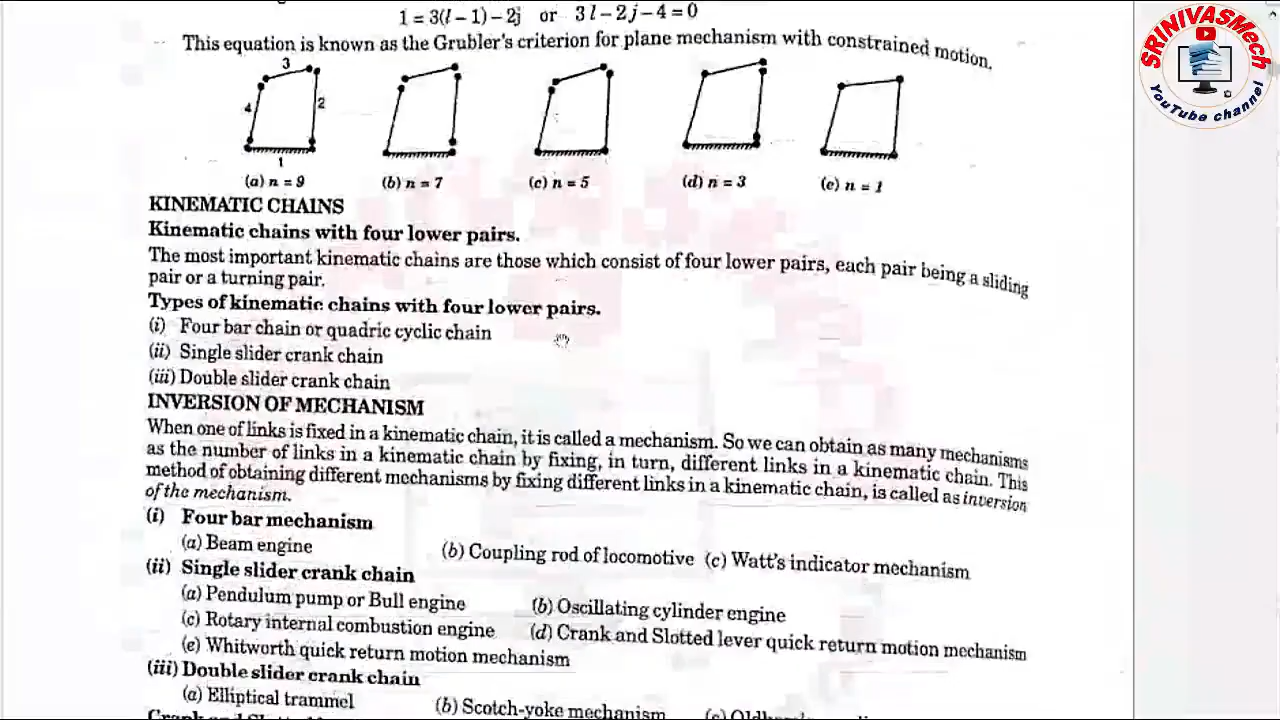 1 = 3(l – 1) – 2j or 3l – 2j – 4 = 0
This equation is known as the Grubler's criterion for plane mechanism with constrained motion.
3
4
2
1
(a) n = 9 (b) n = 7 (c) n = 5 (d) n = 3 (e) n = 1
KINEMATIC CHAINS
Kinematic chains with four lower pairs.
The most important kinematic chains are those which consist of four lower pairs, each pair being a sliding
pair or a turning pair.
Types of kinematic chains with four lower pairs.
(i) Four bar chain or quadric cyclic chain
(ii) Single slider crank chain
(iii) Double slider crank chain
INVERSION OF MECHANISM
When one of links is fixed in a kinematic chain, it is called a mechanism. So we can obtain as many mechanisms
as the number of links in a kinematic chain by fixing, in turn, different links in a kinematic chain. This
method of obtaining different mechanisms by fixing different links in a kinematic chain, is called as inversion
of the mechanism.
(i) Four bar mechanism
(a) Beam engine (b) Coupling rod of locomotive (c) Watt's indicator mechanism
(ii) Single slider crank chain
(a) Pendulum pump or Bull engine (b) Oscillating cylinder engine
(c) Rotary internal combustion engine (d) Crank and Slotted lever quick return motion mechanism
(e) Whitworth quick return motion mechanism
(iii) Double slider crank chain
(a) Elliptical trammel (b) Scotch-yoke mechanism
SRINIVASMech
YouTube channel